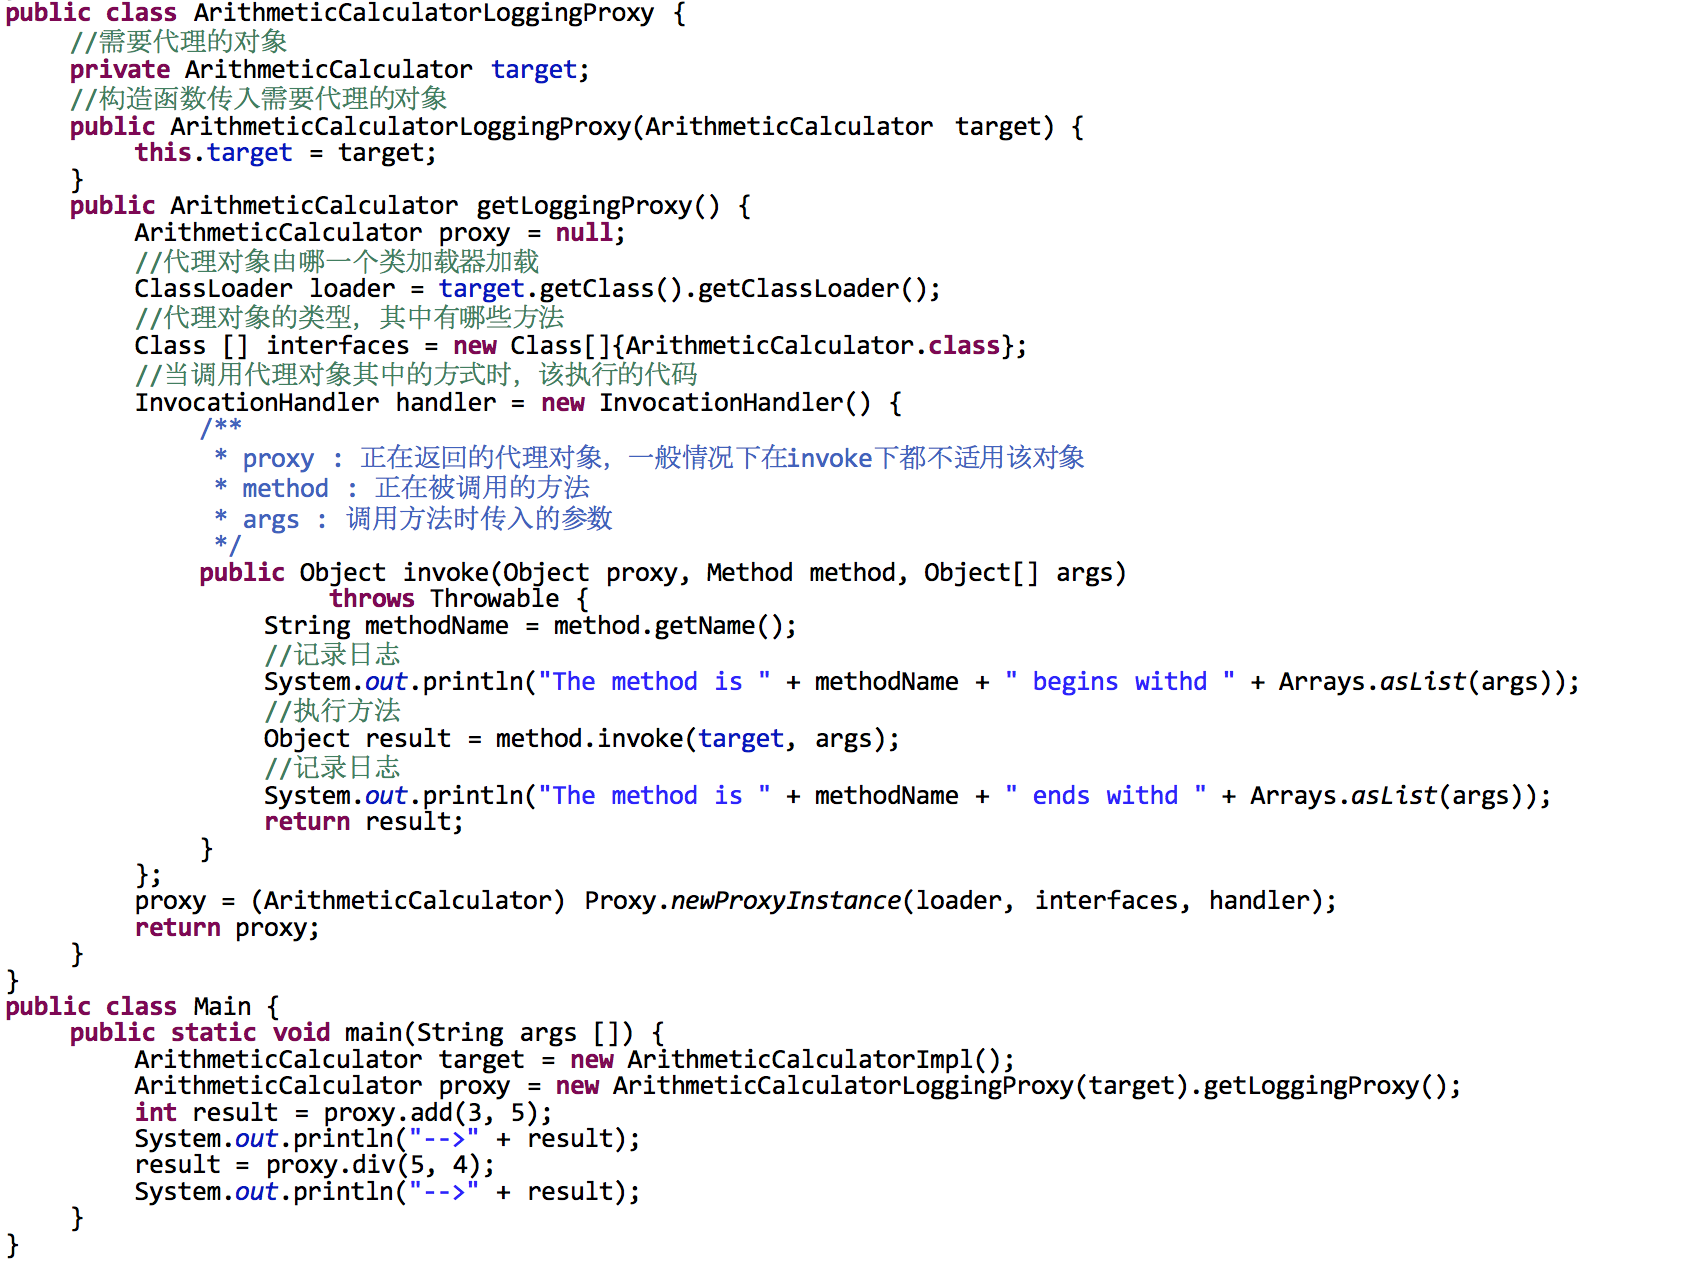 public class ArithmeticCalculatorLoggingProxy {
//需要代理的对象
private ArithmeticCalculator target;
//构造函数传入需要代理的对象
public ArithmeticCalculatorLoggingProxy(ArithmeticCalculator target) {
this.target = target;
}
public ArithmeticCalculator getLoggingProxy() {
ArithmeticCalculator proxy = null;
//代理对象由哪一个类加载器加载
ClassLoader loader = target.getClass().getClassLoader();
//代理对象的类型，其中有哪些方法
Class [] interfaces = new Class[]{ArithmeticCalculator.class};
//当调用代理对象其中的方式时，该执行的代码
InvocationHandler handler = new InvocationHandler() {
/**
* proxy : 正在返回的代理对象，一般情况下在invoke下都不适用该对象
* method : 正在被调用的方法
* args : 调用方法时传入的参数
*/
public Object invoke(Object proxy, Method method, Object[] args)
throws Throwable {
String methodName = method.getName();
//记录日志
System.out.println("The method is " + methodName + " begins withd " + Arrays.asList(args));
//执行方法
Object result = method.invoke(target, args);
//记录日志
System.out.println("The method is " + methodName + " ends withd " + Arrays.asList(args));
return result;
}
};
proxy = (ArithmeticCalculator) Proxy.newProxyInstance(loader, interfaces, handler);
return proxy;
}
}
public class Main {
public static void main(String args []) {
ArithmeticCalculator target = new ArithmeticCalculatorImpl();
ArithmeticCalculator proxy = new ArithmeticCalculatorLoggingProxy(target).getLoggingProxy();
int result = proxy.add(3, 5);
System.out.println("-->" + result);
result = proxy.div(5, 4);
System.out.println("-->" + result);
}
}